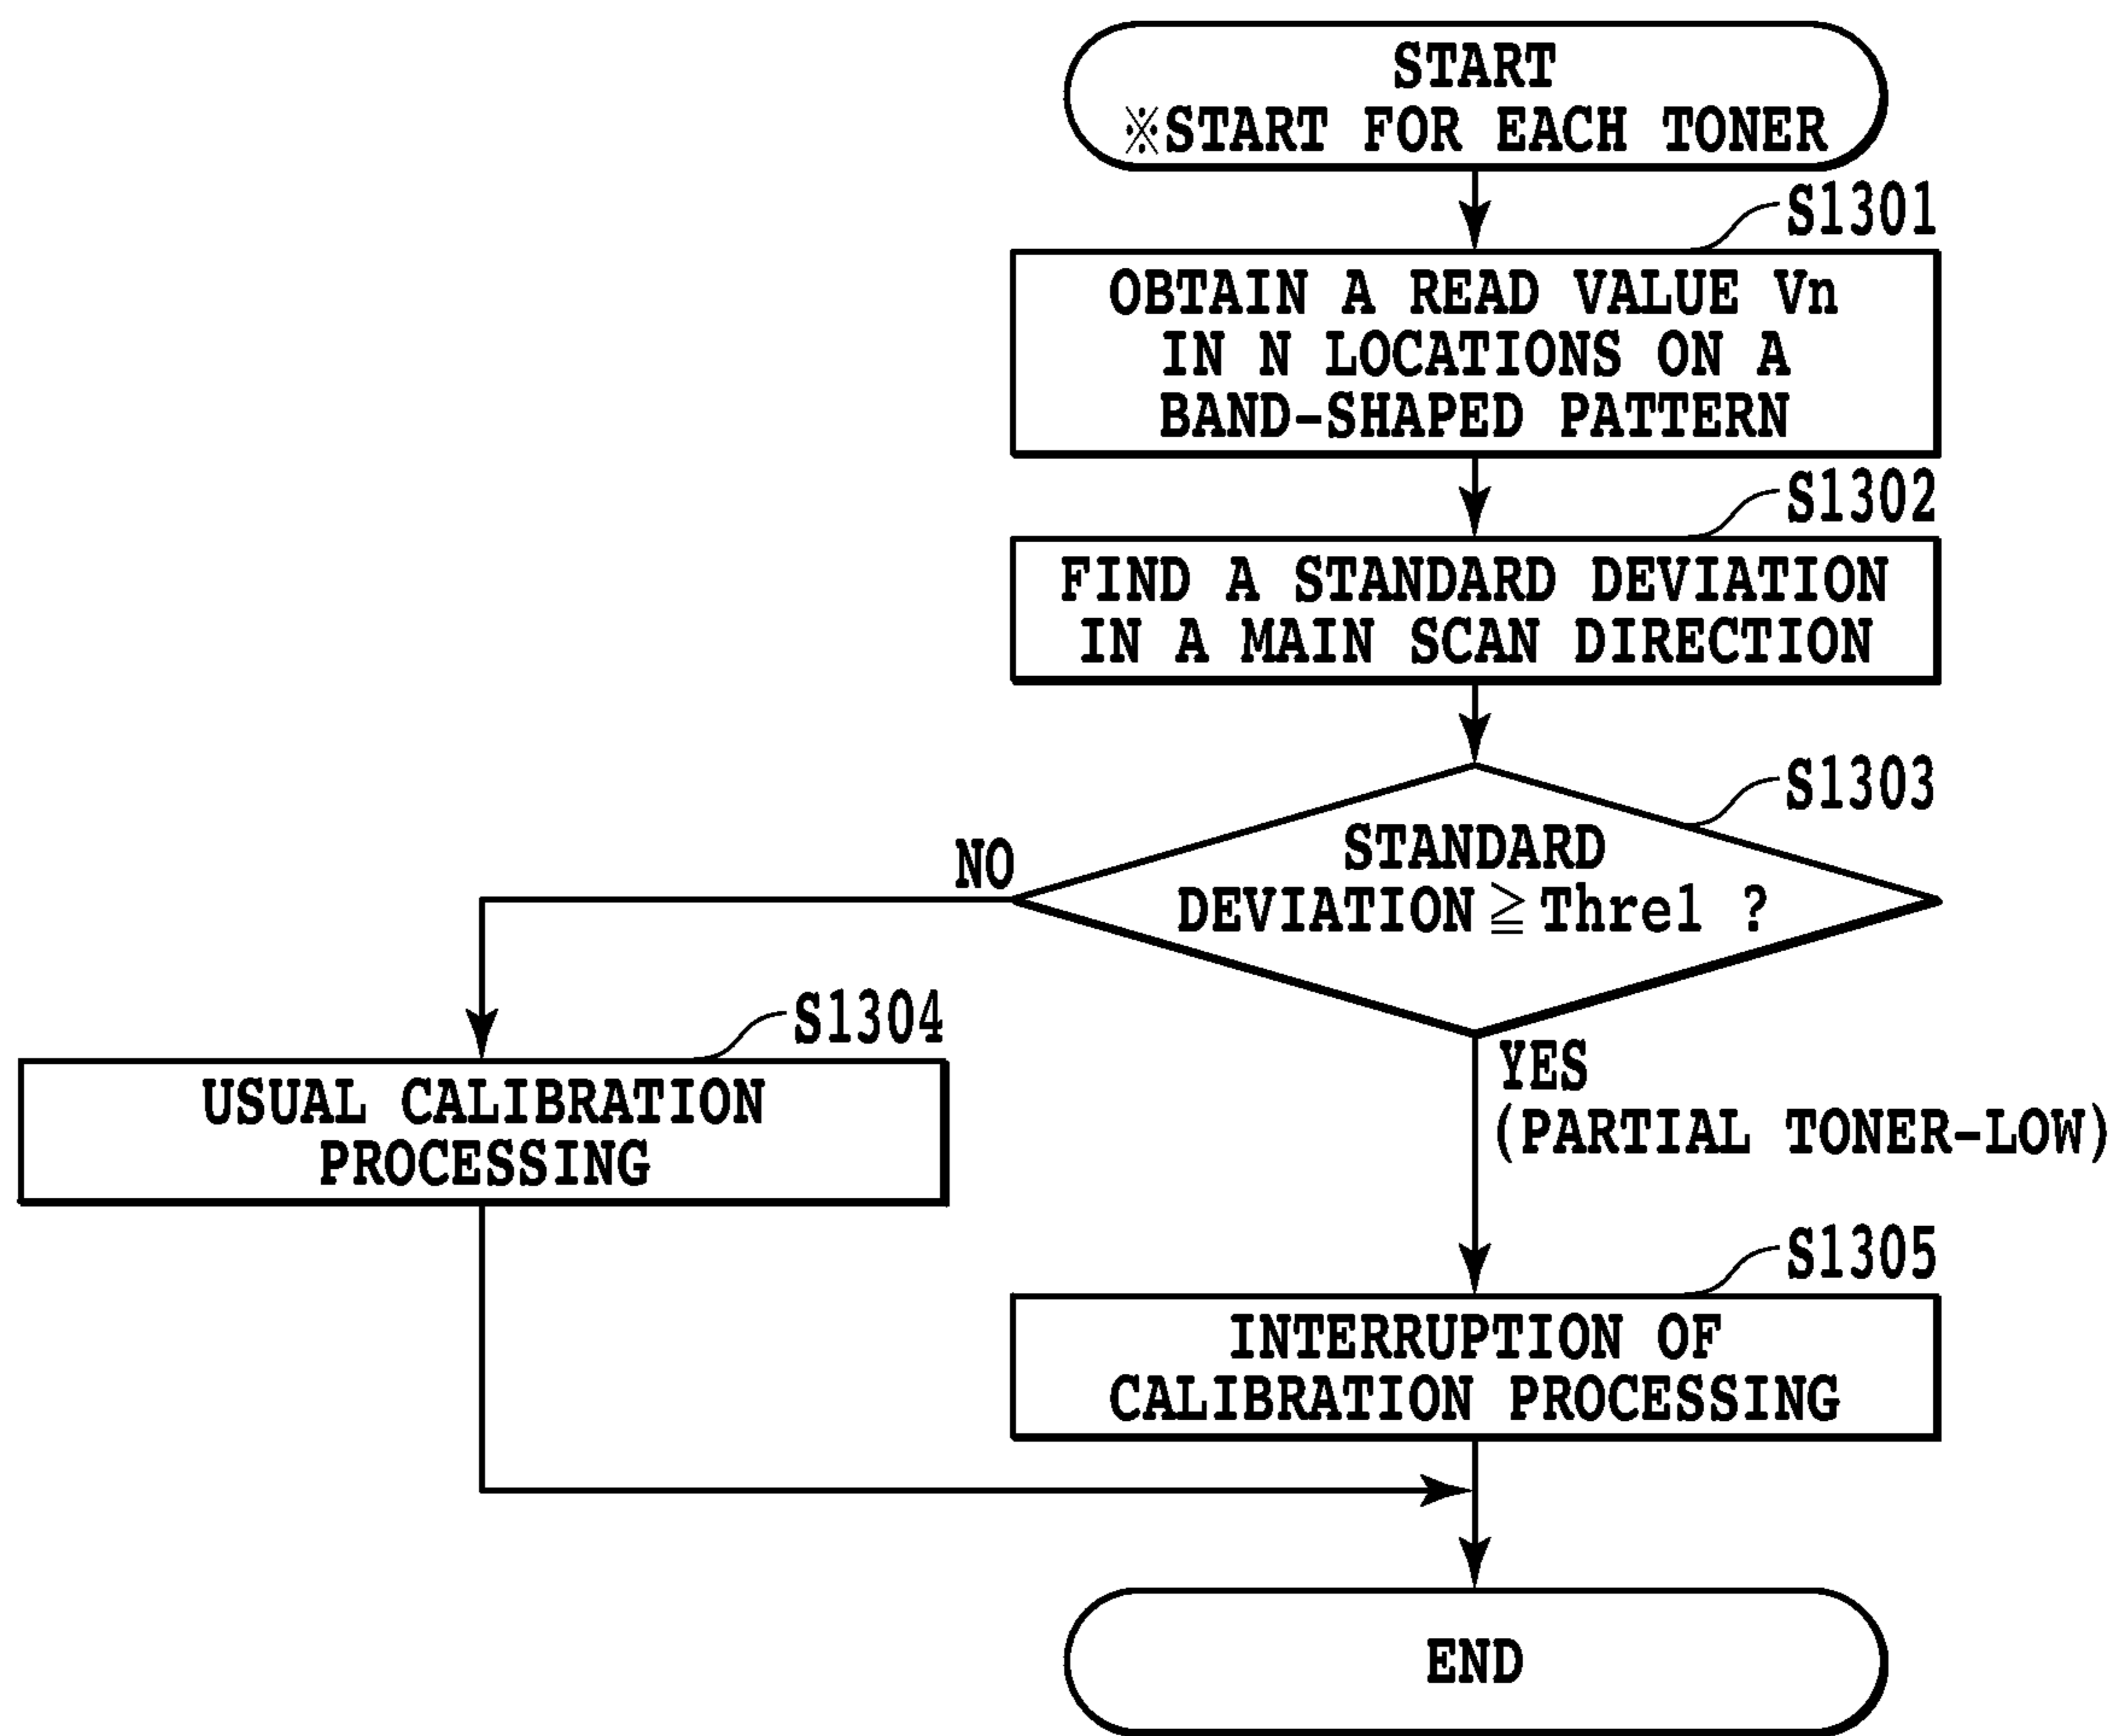 START
※START FOR EACH TONER
S1301
OBTAIN A READ VALUE Vn
IN N LOCATIONS ON A
BAND-SHAPED PATTERN
S1302
FIND A STANDARD DEVIATION
IN A MAIN SCAN DIRECTION
S1303
STANDARD
DEVIATION≧Thre1 ?
NO
S1304
USUAL CALIBRATION
PROCESSING
YES
(PARTIAL TONER-LOW)
S1305
INTERRUPTION OF
CALIBRATION PROCESSING
END